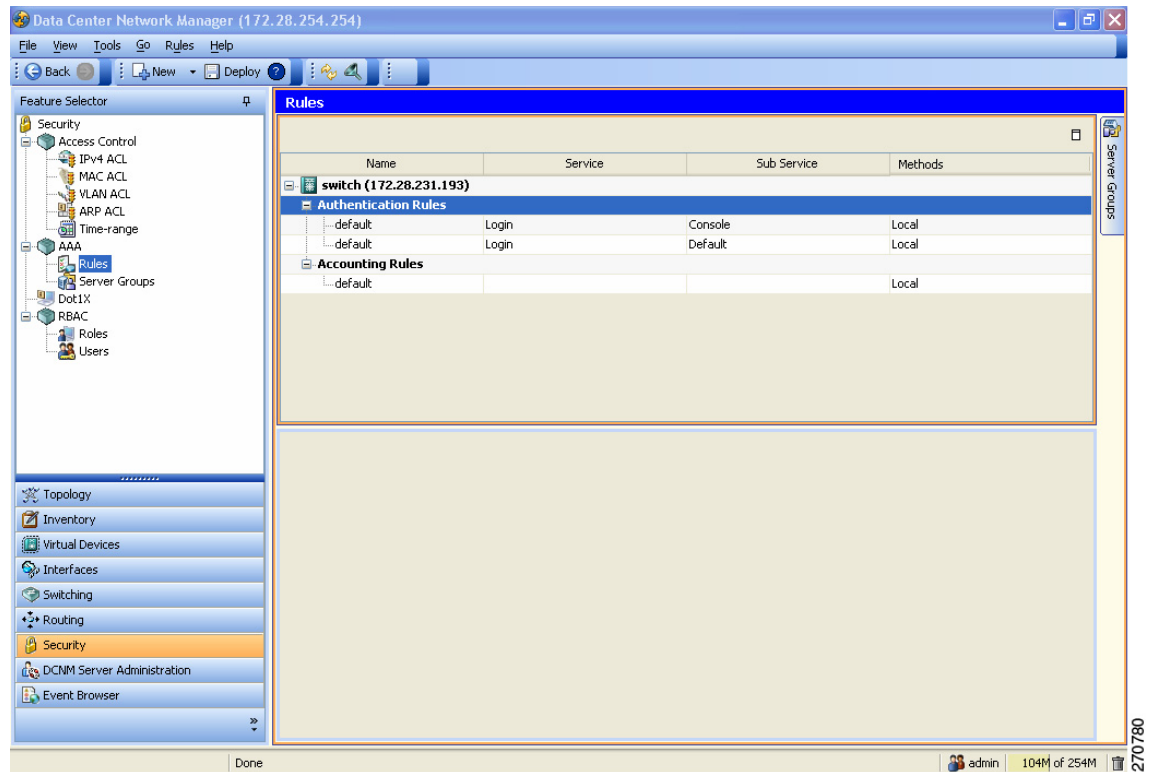 Data Center Network Manager (172.28.254.254)
File View Tools Go Rules Help
Back New Deploy
Feature Selector
Security
Access Control
IPv4 ACL
MAC ACL
VLAN ACL
ARP ACL
Time-range
AAA
Rules
Server Groups
Dot1X
RBAC
Roles
Users
Topology
Inventory
Virtual Devices
Interfaces
Switching
Routing
Security
DCNM Server Administration
Event Browser
Rules
Name Service Sub Service Methods
switch (172.28.231.193)
Authentication Rules
default Login Console Local
default Login Default Local
Accounting Rules
default Local
Server Groups
Done admin 104M of 254M
270780